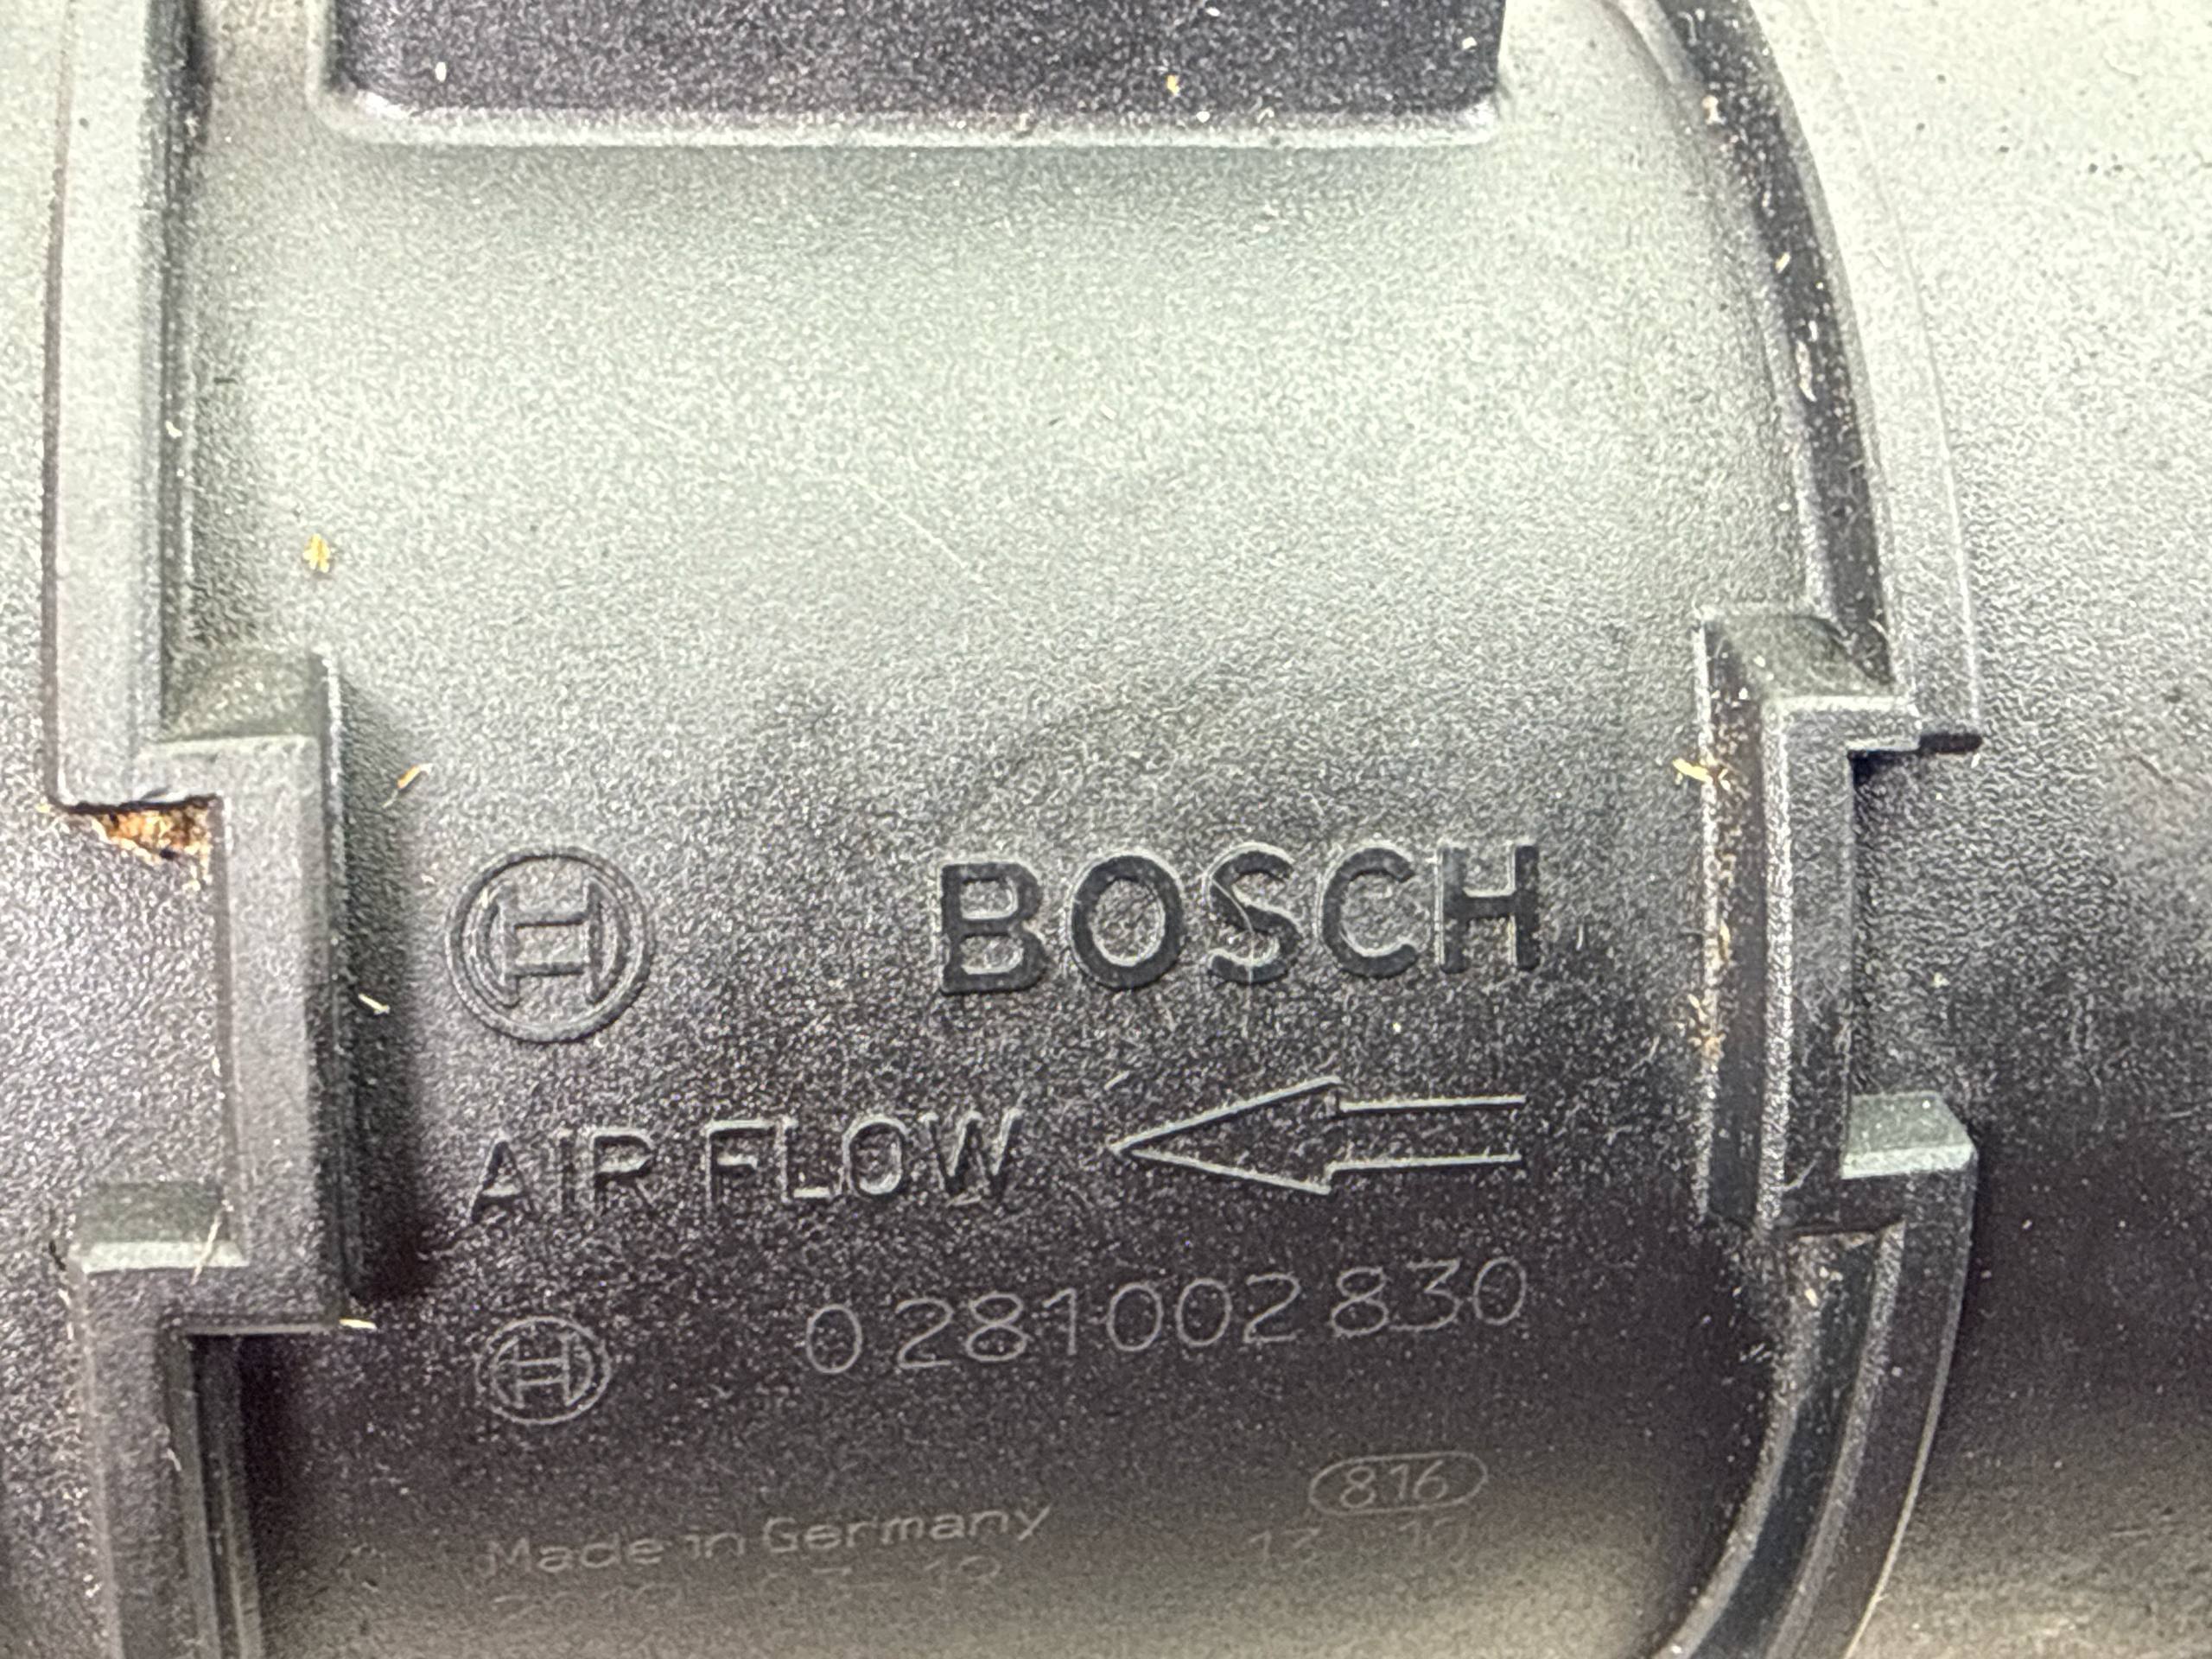 BOSCH
AIR FLOW
0 281 002 830
816
Made in Germany